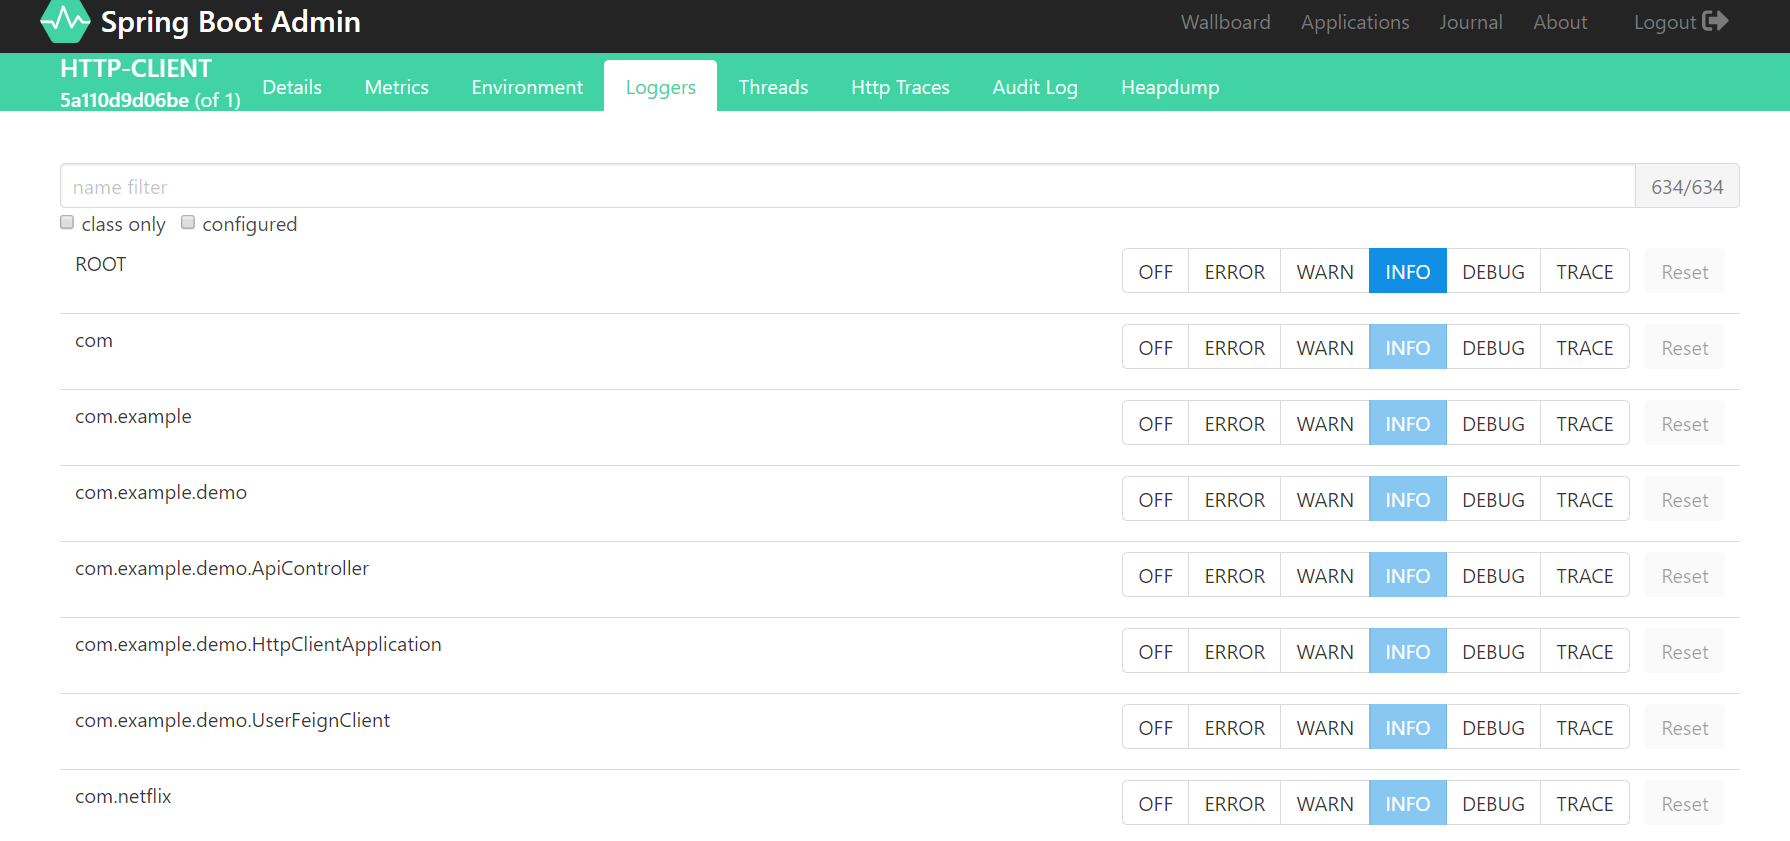 Spring Boot Admin Wallboard Applications Journal About Logout
HTTP-CLIENT
5a110d9d06be (of 1) Details Metrics Environment Loggers Threads Http Traces Audit Log Heapdump
name filter 634/634
class only configured
ROOT OFF ERROR WARN INFO DEBUG TRACE Reset
com OFF ERROR WARN INFO DEBUG TRACE Reset
com.example OFF ERROR WARN INFO DEBUG TRACE Reset
com.example.demo OFF ERROR WARN INFO DEBUG TRACE Reset
com.example.demo.ApiController OFF ERROR WARN INFO DEBUG TRACE Reset
com.example.demo.HttpClientApplication OFF ERROR WARN INFO DEBUG TRACE Reset
com.example.demo.UserFeignClient OFF ERROR WARN INFO DEBUG TRACE Reset
com.netflix OFF ERROR WARN INFO DEBUG TRACE Reset